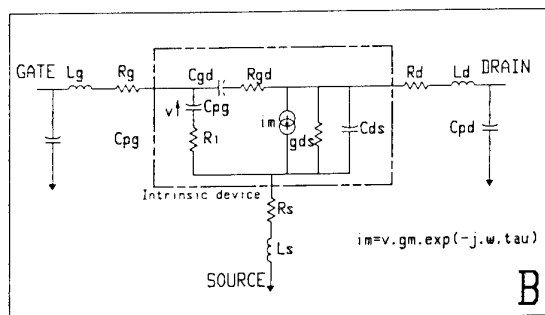 GATE Lg Rg Cgd Rgd Rd Ld DRAIN
v Cpg im Cds
Cpg Ri gds Cpd
Intrinsic device
Rs
im=v.gm.exp(-j.w.tau)
Ls
SOURCE
B